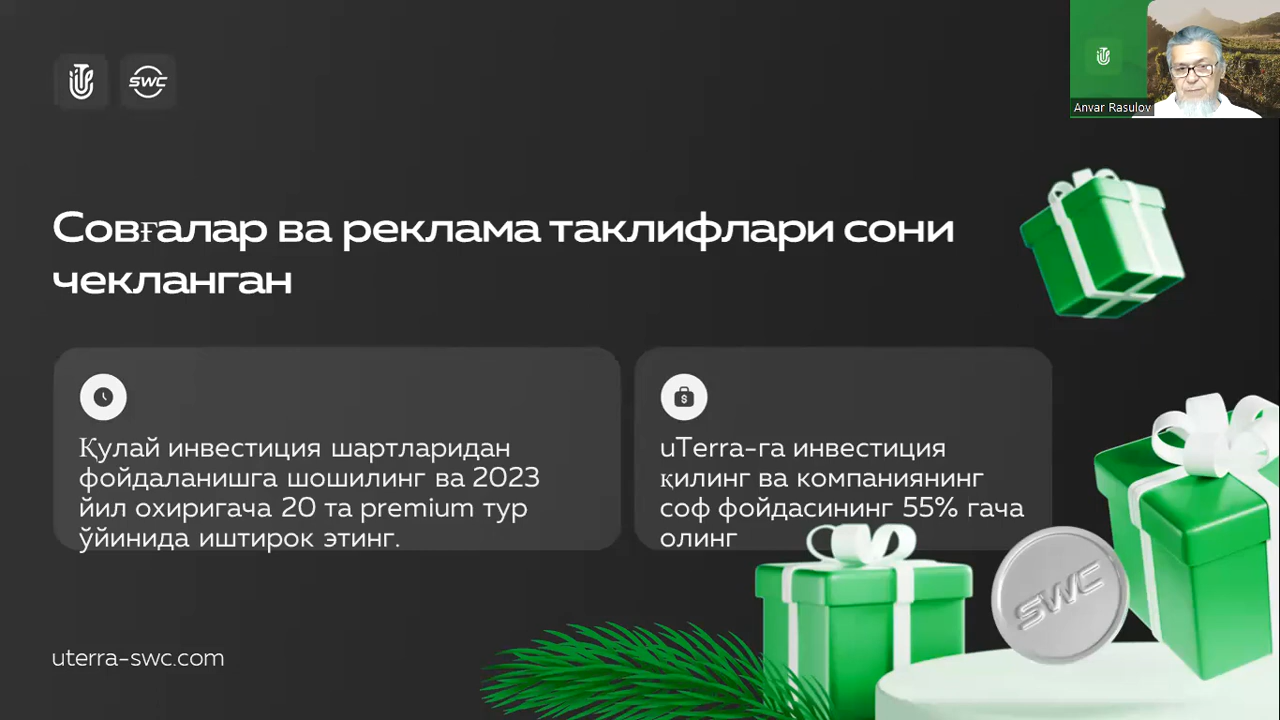 SWC
Anvar Rasulov
Совғалар ва реклама таклифлари сони
чекланган
Қулай инвестиция шартларидан
фойдаланишга шошилинг ва 2023
йил охиригача 20 та premium тур
ўйинида иштирок этинг.
$
uTerra-га инвестиция
қилинг ва компаниянинг
соф фойдасининг 55% гача
олинг
SWC
uterra-swc.com